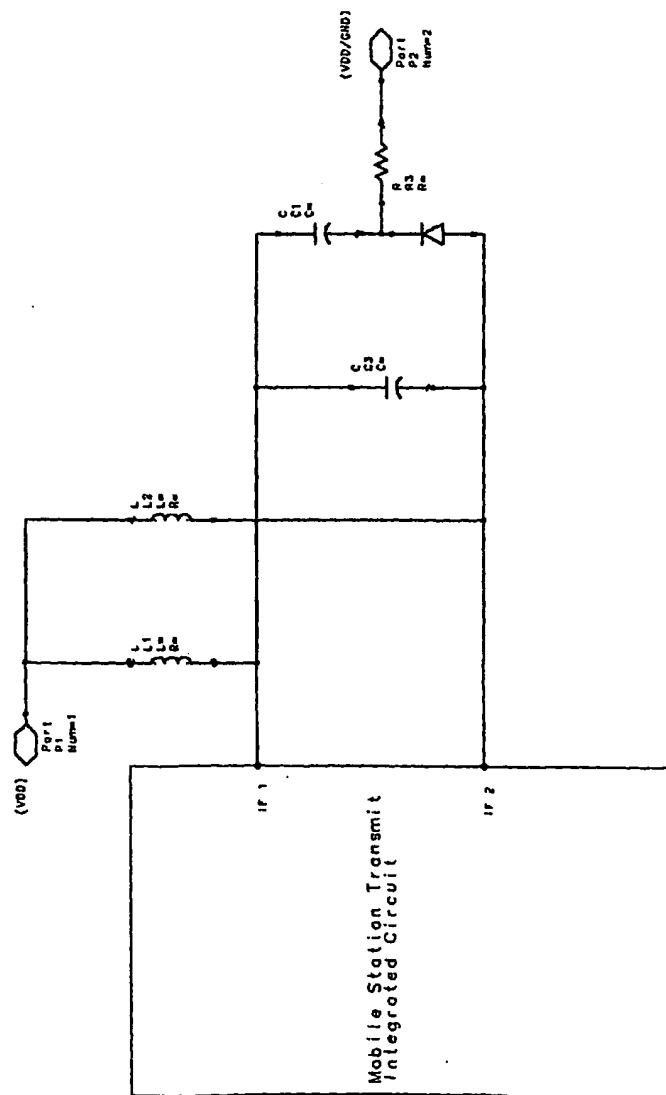 (VDD)
Port
P1
Num=1
L
L1
L=
R=
L
L2
L=
R=
(VDD/GND)
Port
P2
Num=2
C
C1
C=
R
R3
R=
C
C3
C=
IF 1
IF 2
Mobile Station Transmit
Integrated Circuit